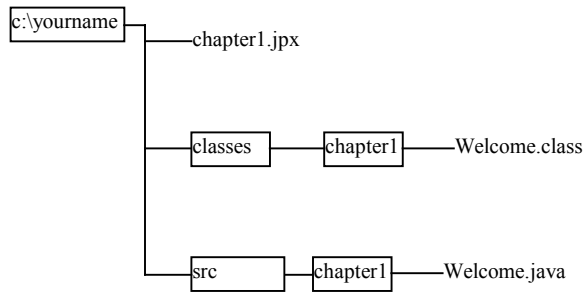 c:\yourname
chapter1.jpx
classes chapter1 Welcome.class
src chapter1 Welcome.java